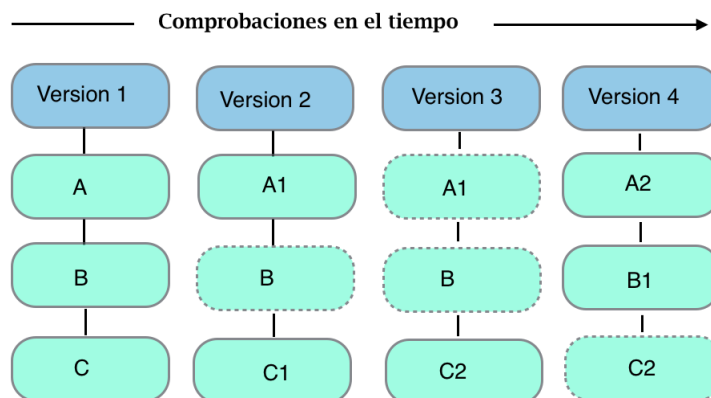 Comprobaciones en el tiempo
Version 1 Version 2 Version 3 Version 4
A A1 A1 A2
B B B B1
C C1 C2 C2